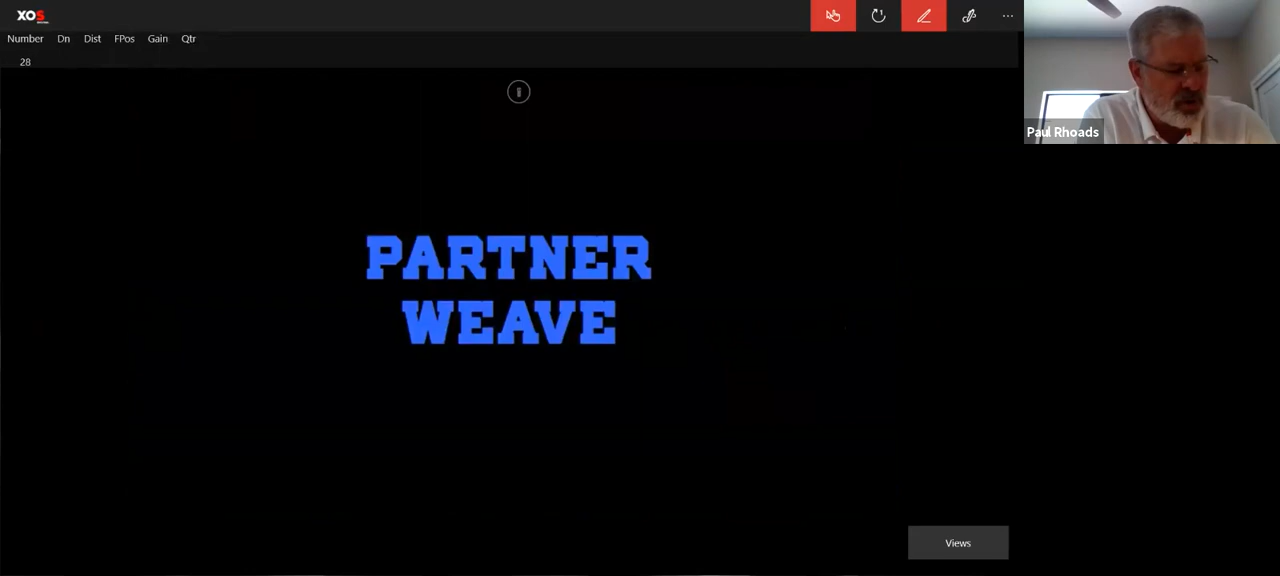 XOS
Number Dn Dist FPos Gain Qtr
28
PARTNER
WEAVE
Paul Rhoads
Views